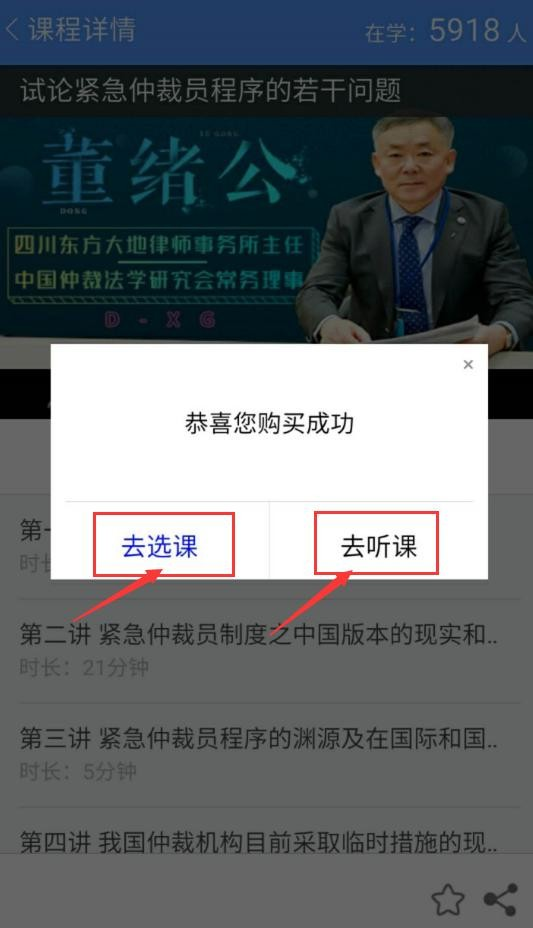 课程详情
在学：5918 人
试论紧急仲裁员程序的若干问题
XU GONG
董绪公
DONG
四川东方大地律师事务所主任
中国仲裁法学研究会常务理事
D - X G
×
恭喜您购买成功
去选课
去听课
第一
时长
第二讲 紧急仲裁员制度之中国版本的现实和..
时长：21分钟
第三讲 紧急仲裁员程序的渊源及在国际和国..
时长：5分钟
第四讲 我国仲裁机构目前采取临时措施的现..